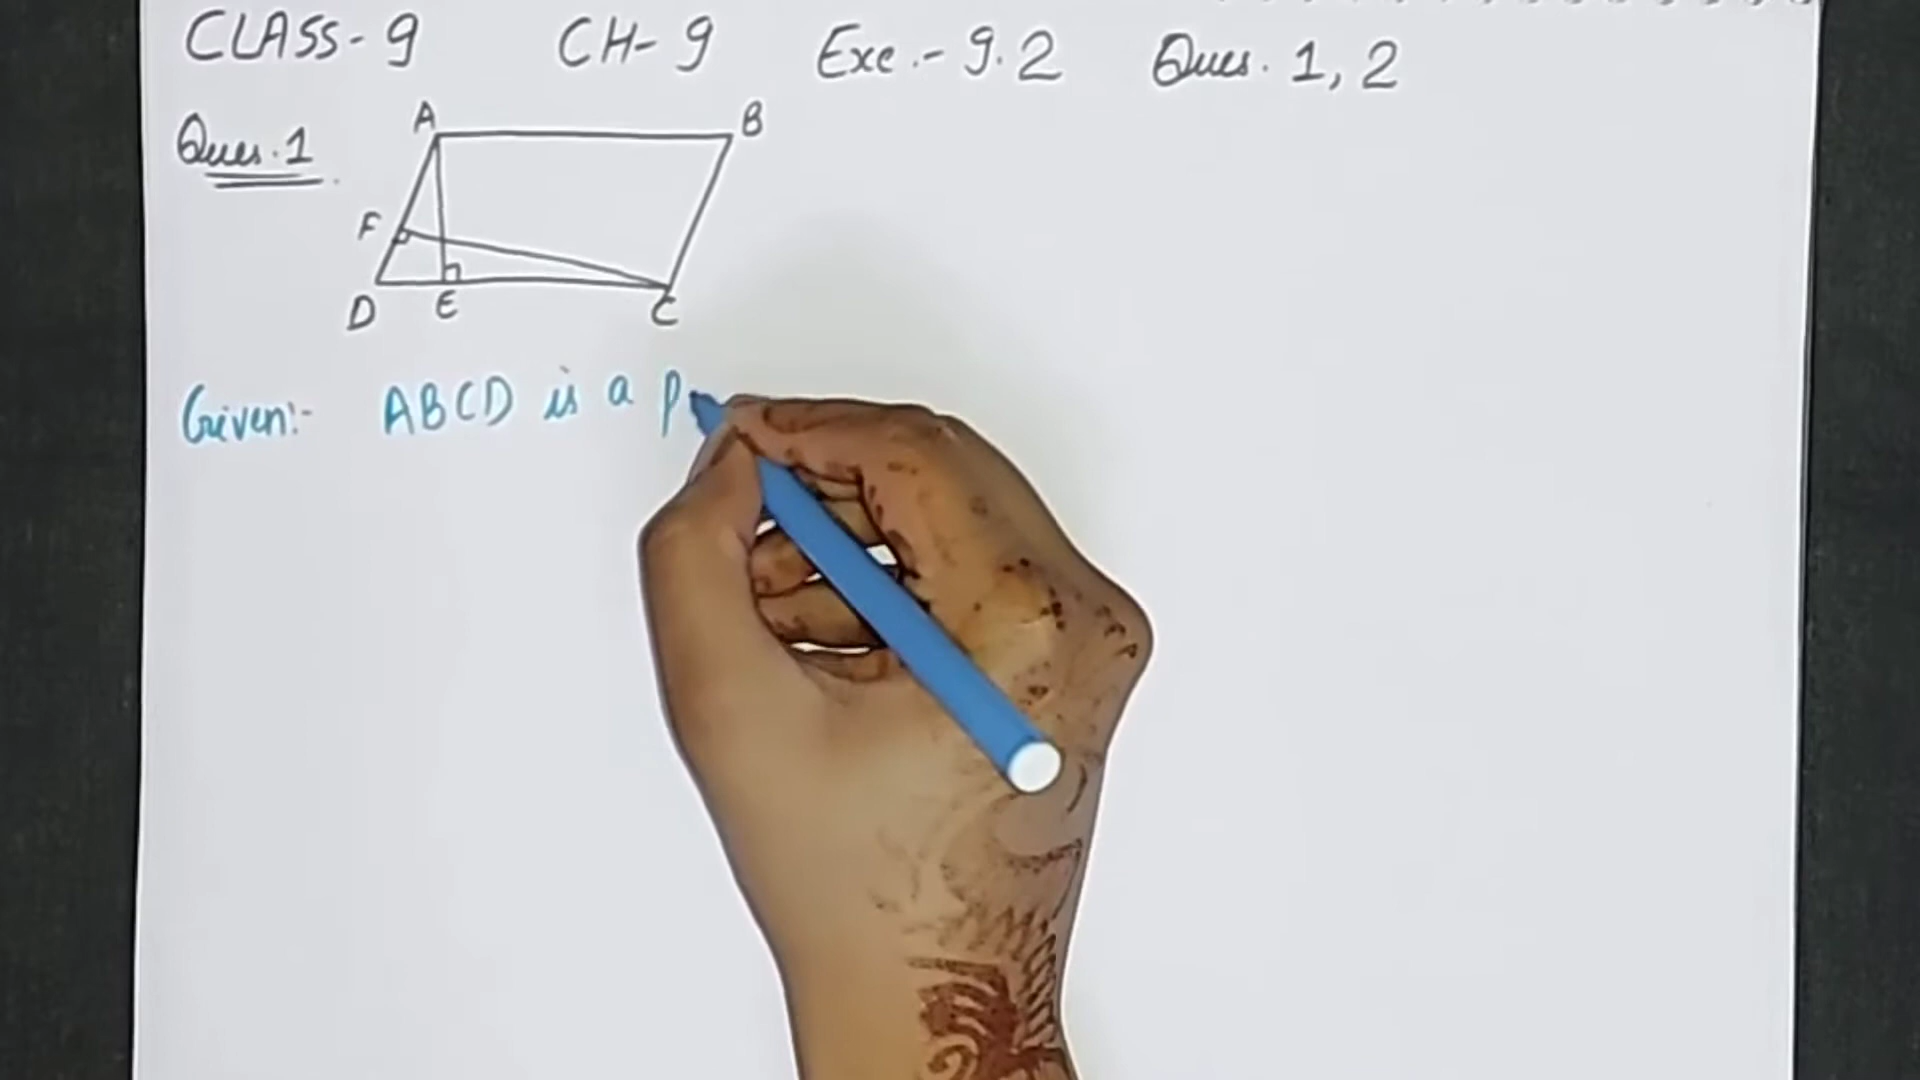 CLASS- 9 CH- 9 Exe.- 9.2 Ques. 1, 2
Ques. 1
A B
F
D E C
Given:- ABCD is a